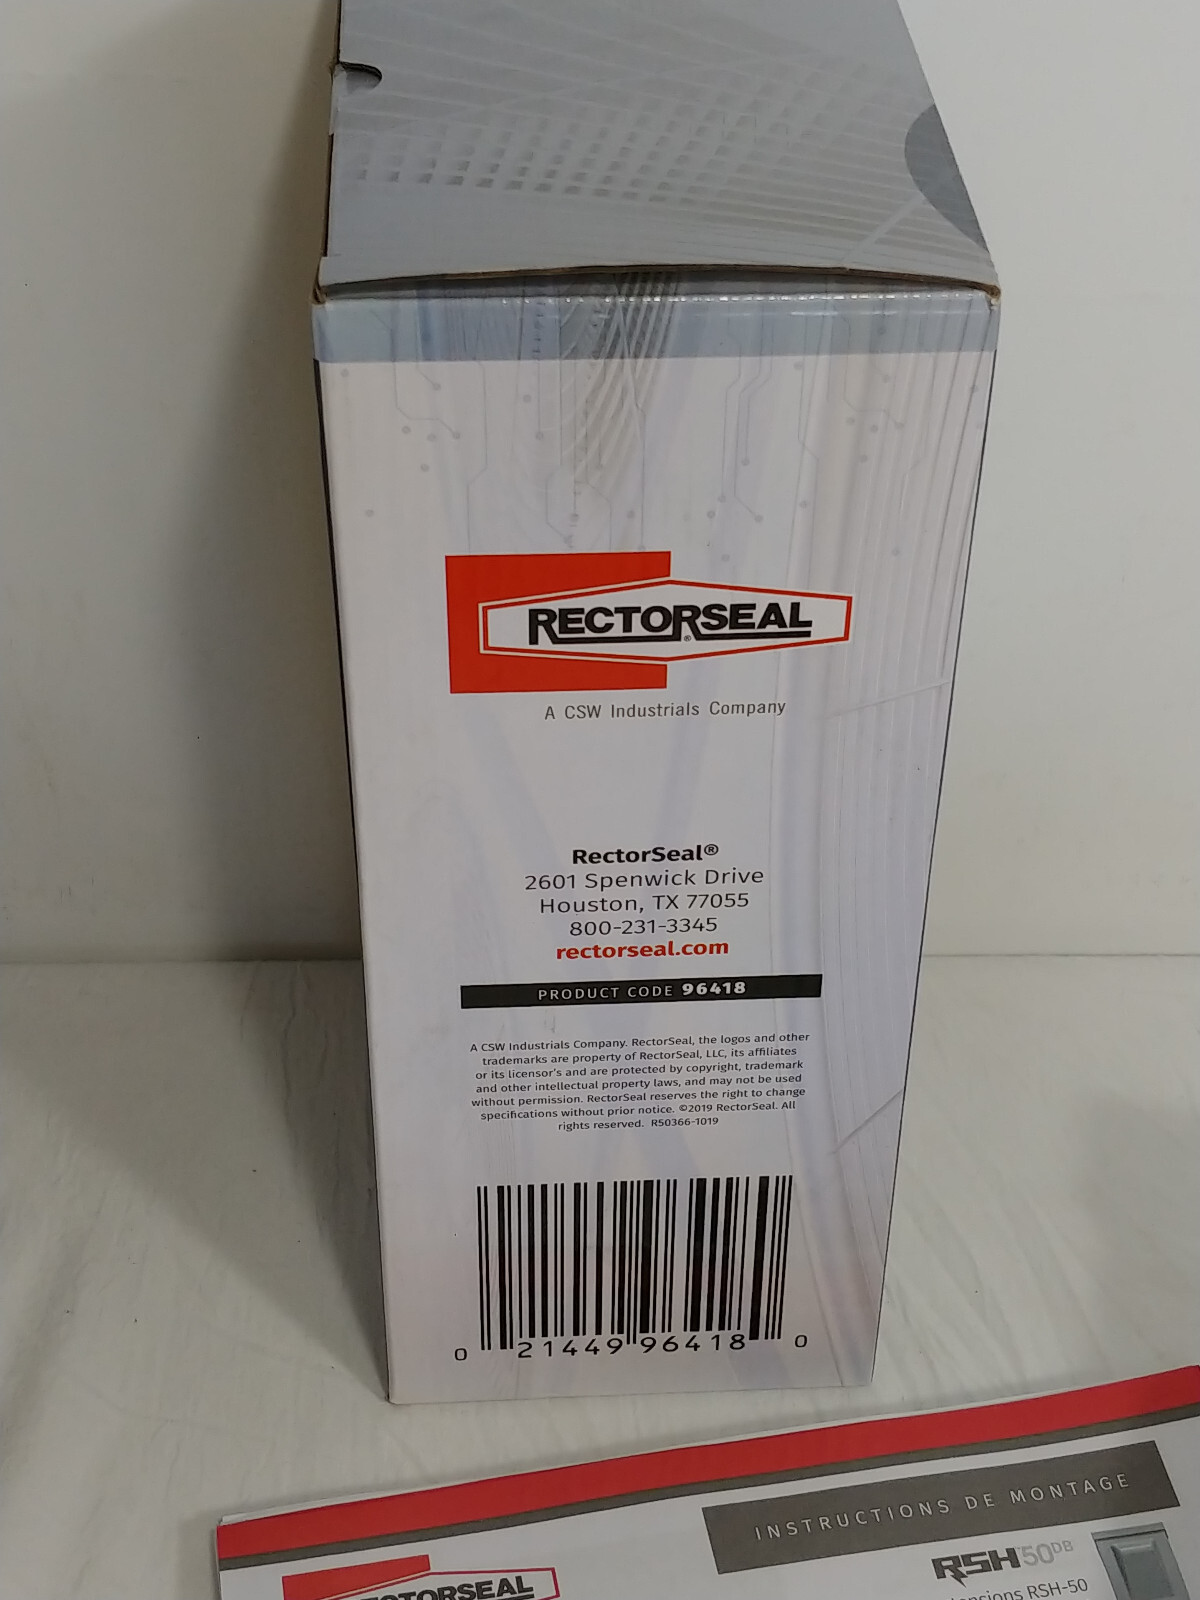 RECTORSEAL
®
A CSW Industrials Company
RectorSeal®
2601 Spenwick Drive
Houston, TX 77055
800-231-3345
rectorseal.com
PRODUCT CODE 96418
A CSW Industrials Company. RectorSeal, the logos and other
trademarks are property of RectorSeal, LLC, its affiliates
or its licensor's and are protected by copyright, trademark
and other intellectual property laws, and may not be used
without permission. RectorSeal reserves the right to change
specifications without prior notice. ©2019 RectorSeal. All
rights reserved. R50366-1019
0 21449 96418 0
INSTRUCTIONS DE MONTAGE
RSH™50DB
RSH-50
RECTORSEAL